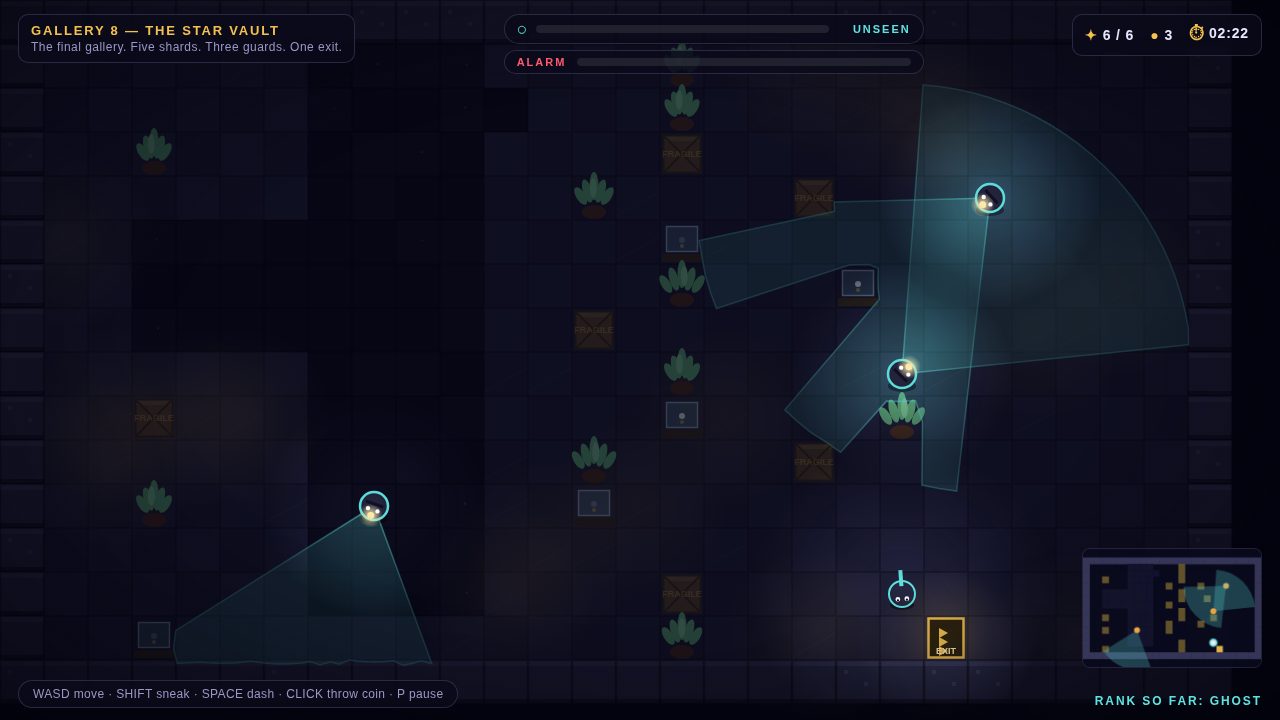 GALLERY 8 — THE STAR VAULT
The final gallery. Five shards. Three guards. One exit.
UNSEEN
ALARM
6 / 6 3 02:22
FRAGILE
FRAGILE
FRAGILE
FRAGILE
FRAGILE
FRAGILE
EXIT
WASD move · SHIFT sneak · SPACE dash · CLICK throw coin · P pause
RANK SO FAR: GHOST